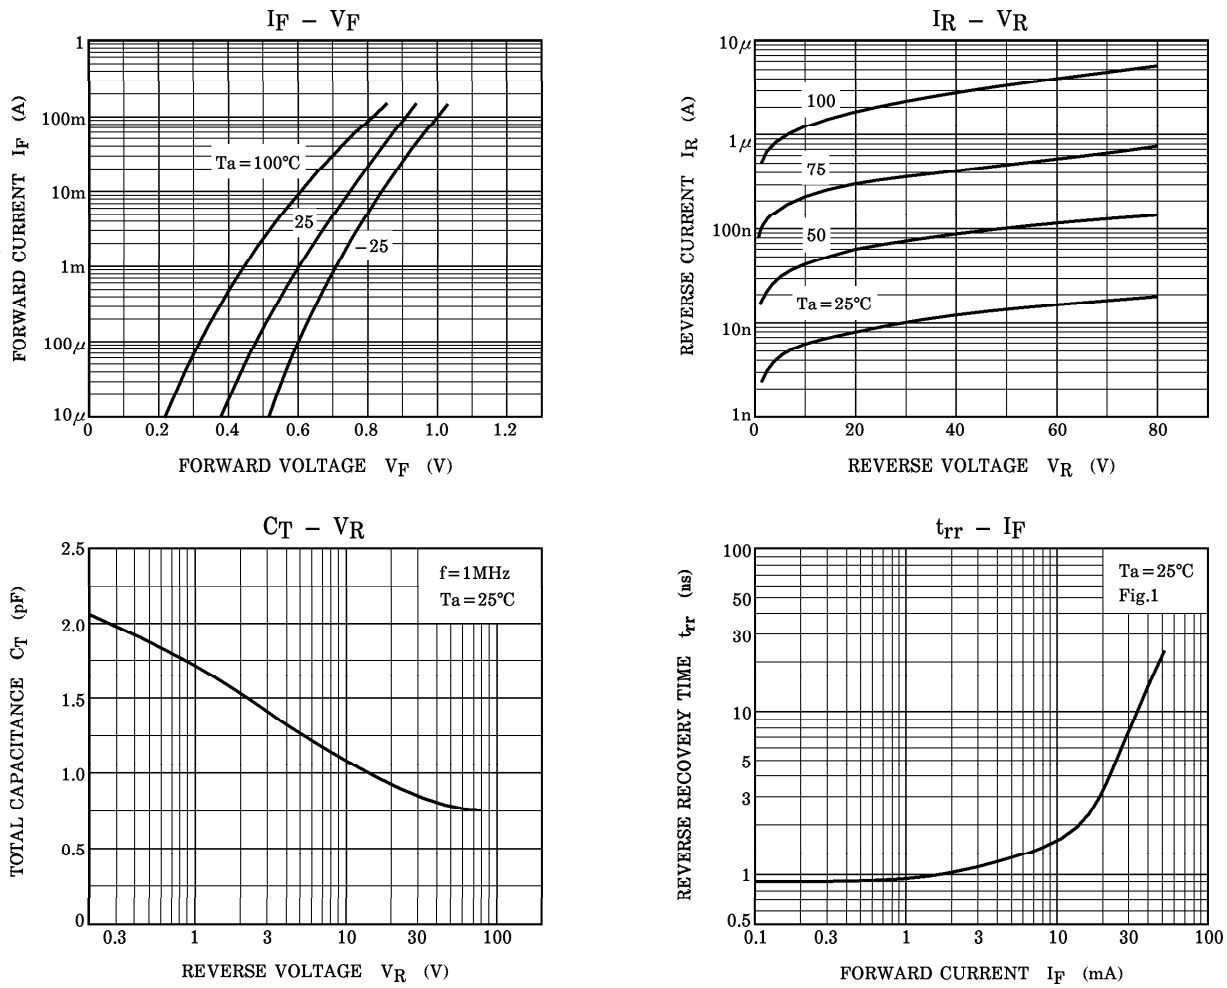 IF – VF
FORWARD CURRENT IF (A)
1
100m
10m
1m
100μ
10μ
Ta=100℃
25
−25
0 0.2 0.4 0.6 0.8 1.0 1.2
FORWARD VOLTAGE VF (V)
IR – VR
REVERSE CURRENT IR (A)
10μ
1μ
100n
10n
1n
100
75
50
Ta=25℃
0 20 40 60 80
REVERSE VOLTAGE VR (V)
CT – VR
TOTAL CAPACITANCE CT (pF)
2.5
2.0
1.5
1.0
0.5
0
f=1MHz
Ta=25℃
0.3 1 3 10 30 100
REVERSE VOLTAGE VR (V)
trr – IF
REVERSE RECOVERY TIME trr (ns)
100
50
30
10
5
3
1
0.5
Ta=25℃
Fig.1
0.1 0.3 1 3 10 30 100
FORWARD CURRENT IF (mA)